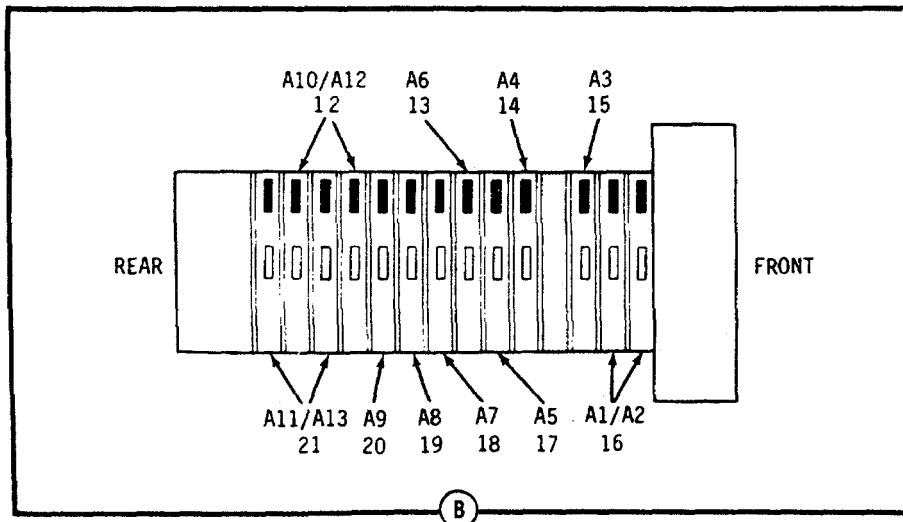 A10/A12 A6 A4 A3
12 13 14 15
REAR FRONT
A11/A13 A9 A8 A7 A5 A1/A2
21 20 19 18 17 16
B